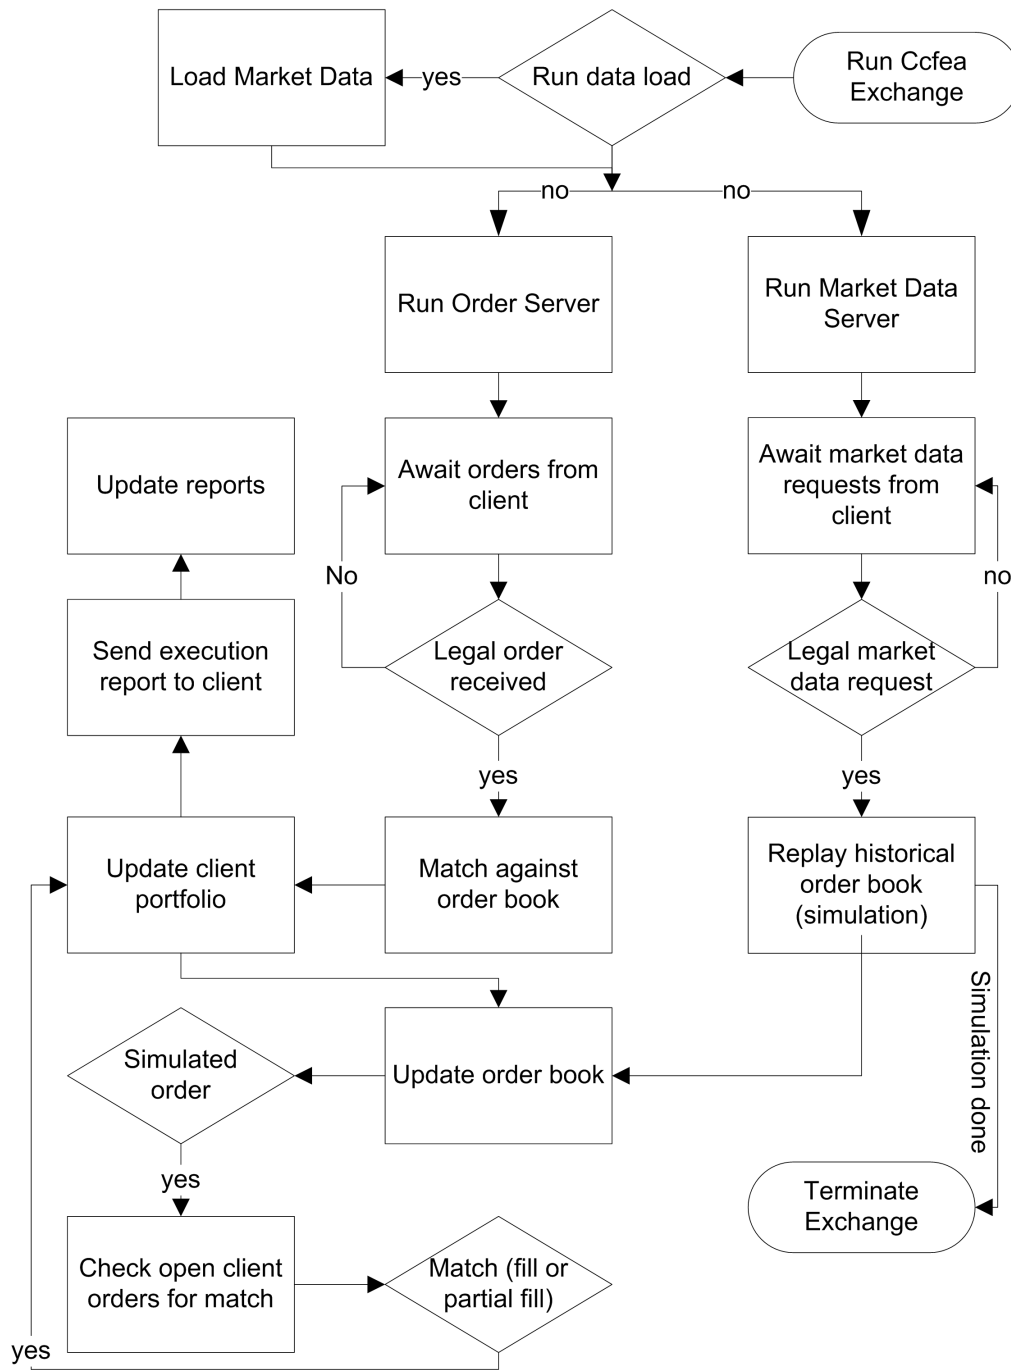 Load Market Data
yes
Run data load
Run Ccfea
Exchange
no
no
Run Order Server
Run Market Data
Server
Update reports
Await orders from
client
Await market data
requests from
client
No
no
Send execution
report to client
Legal order
received
Legal market
data request
yes
yes
Update client
portfolio
Match against
order book
Replay historical
order book
(simulation)
Simulation done
Simulated
order
Update order book
yes
Terminate
Exchange
Check open client
orders for match
Match (fill or
partial fill)
yes